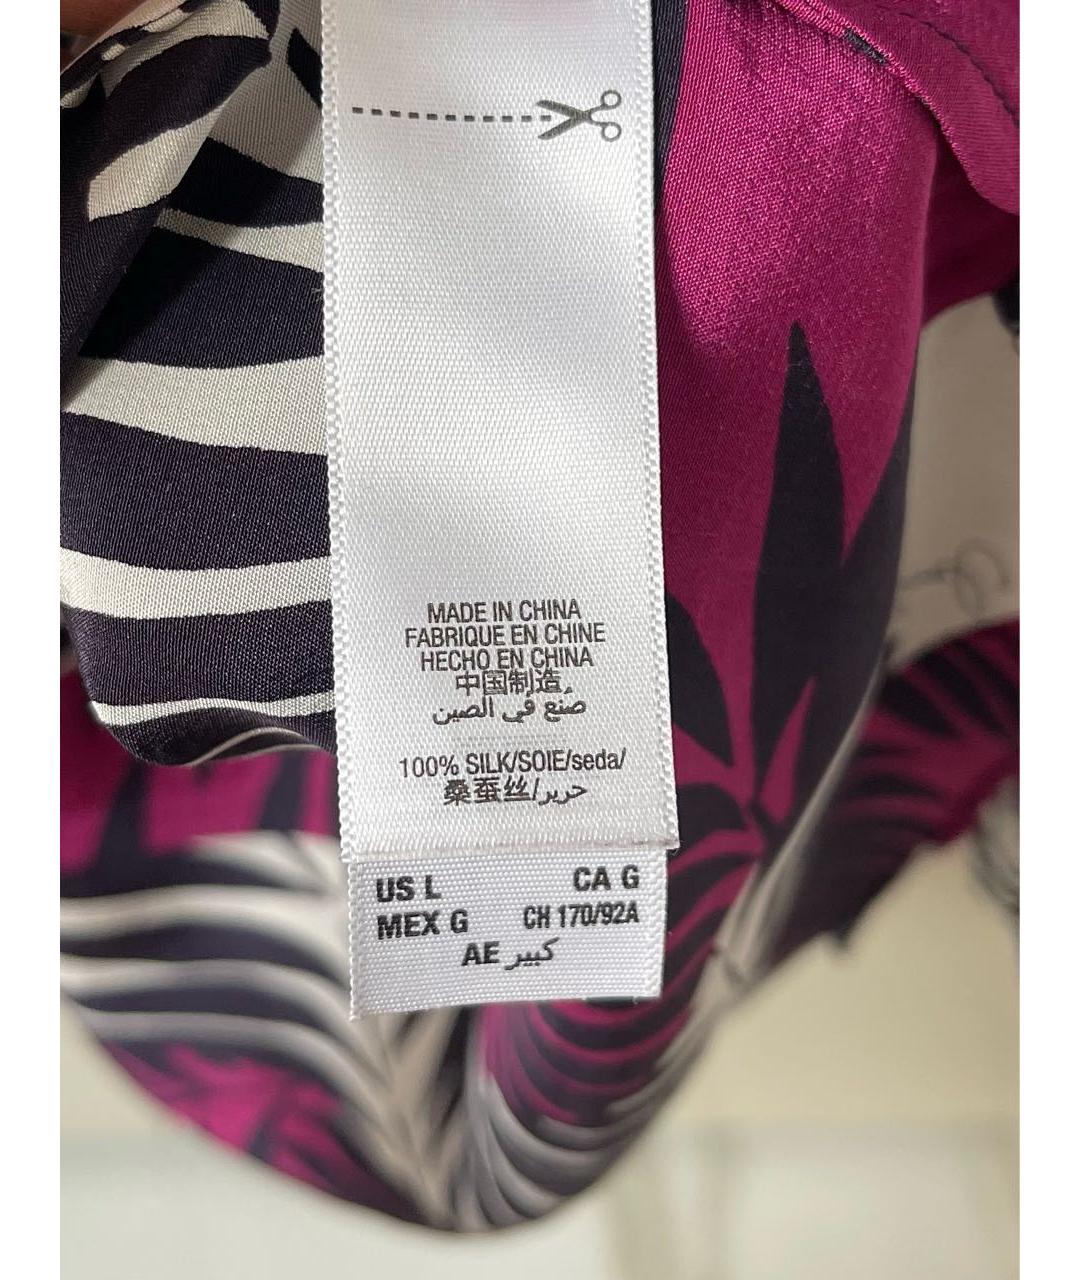 MADE IN CHINA
FABRIQUE EN CHINE
HECHO EN CHINA
中国制造。
صنع في الصين
100% SILK/SOIE/seda/
桑蚕丝/حرير
US L CA G
MEX G CH 170/92A
AE كبير